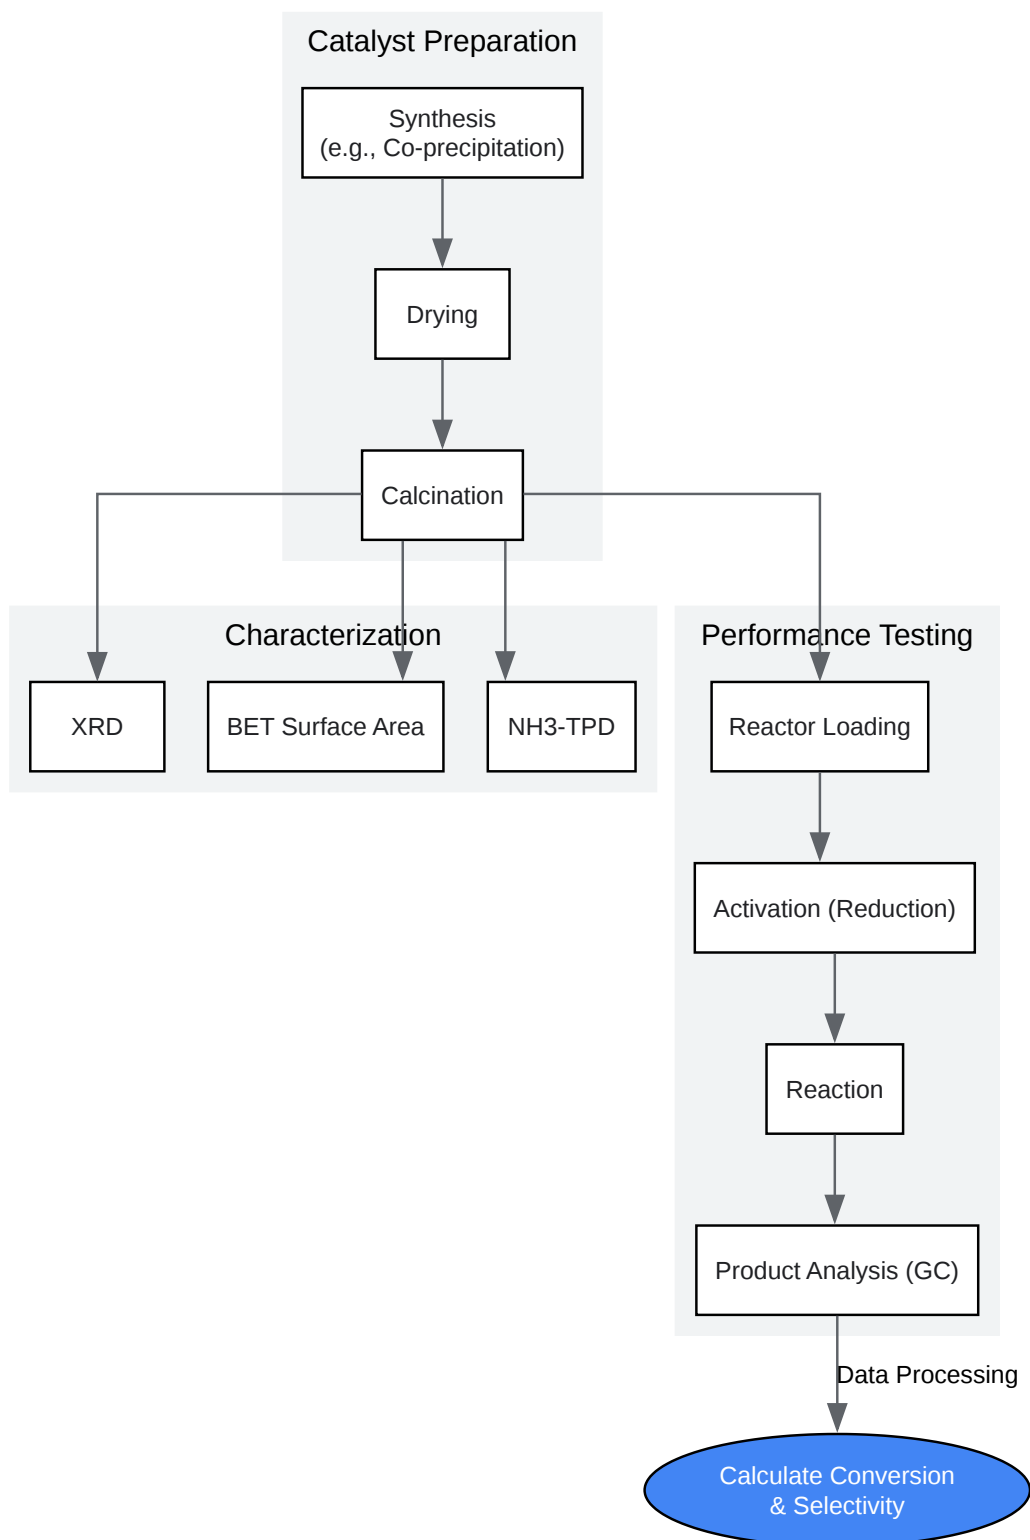 Catalyst Preparation
Synthesis
(e.g., Co-precipitation)
Drying
Calcination
Characterization
XRD
BET Surface Area
NH3-TPD
Performance Testing
Reactor Loading
Activation (Reduction)
Reaction
Product Analysis (GC)
Data Processing
Calculate Conversion
& Selectivity